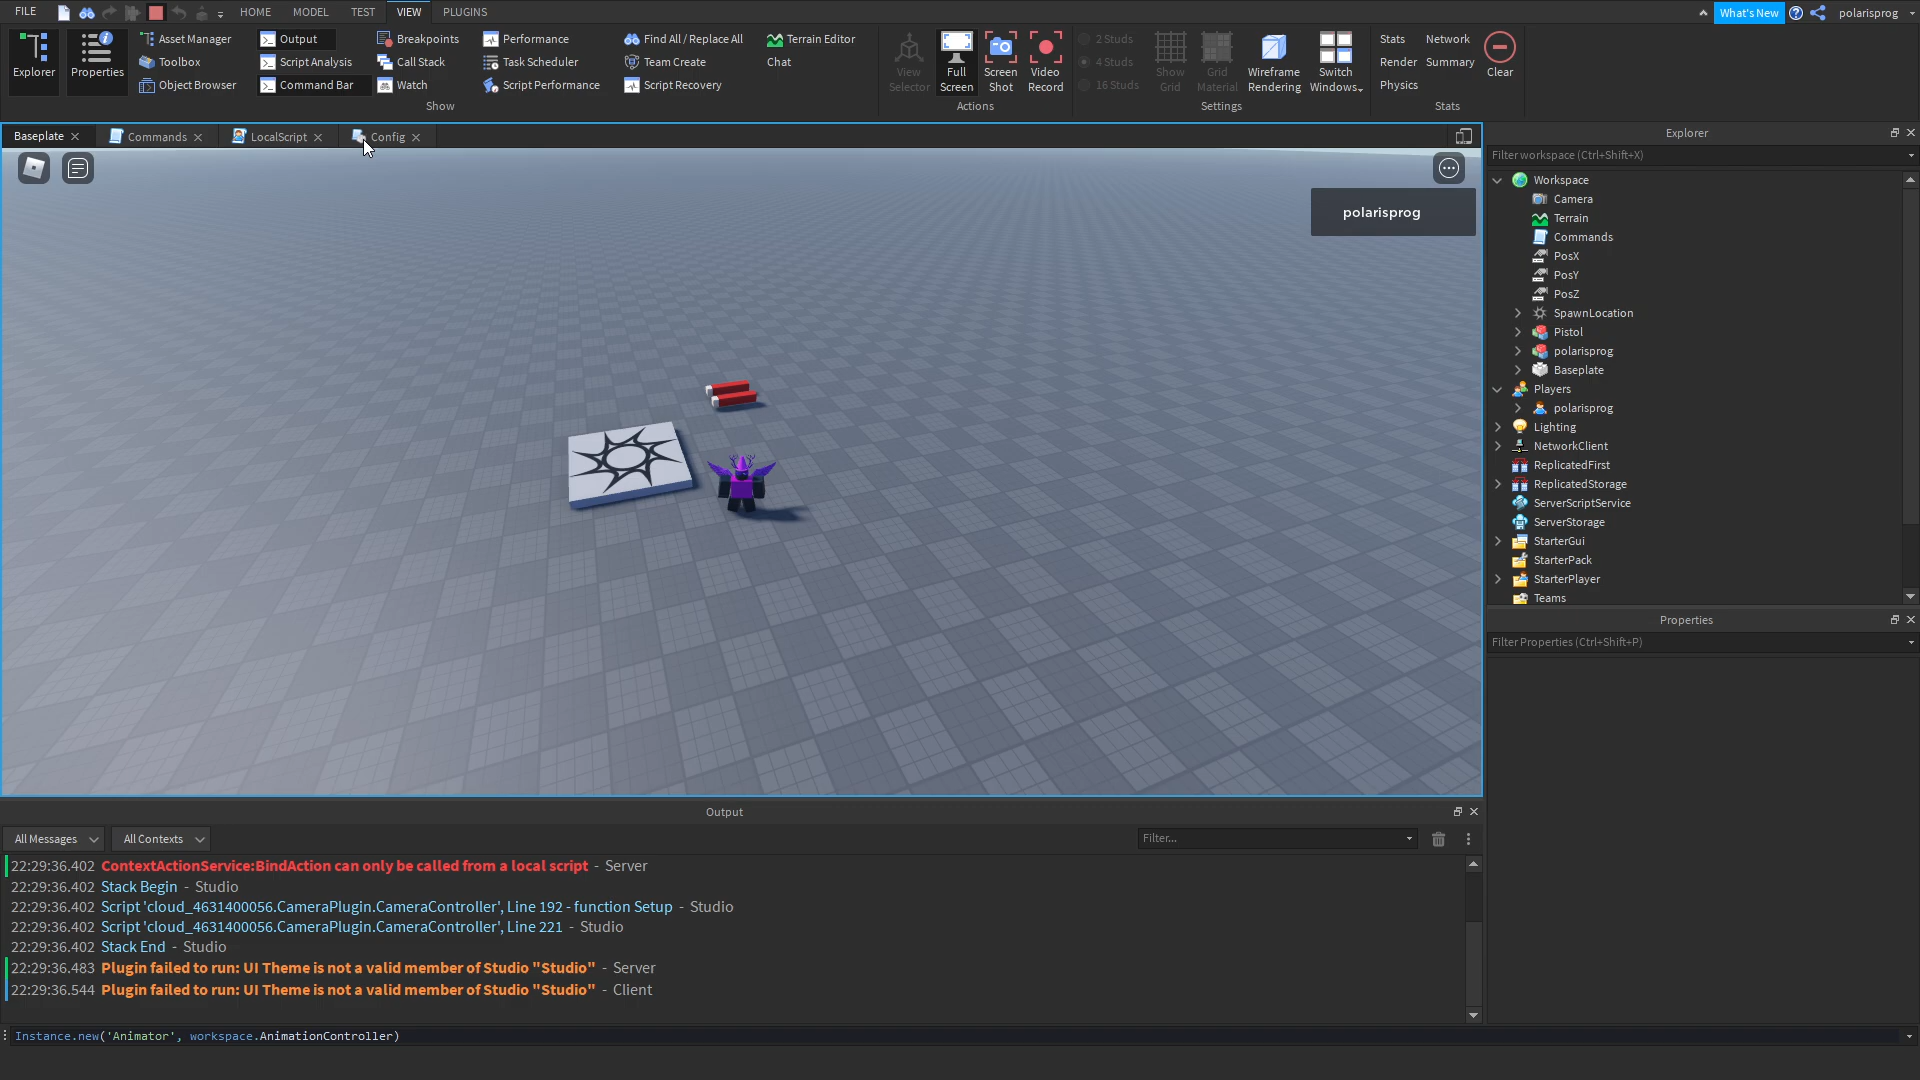 FILE HOME MODEL TEST VIEW PLUGINS What's New polarisprog
Explorer
Properties
Asset Manager
Toolbox
Object Browser
Output
Script Analysis
Command Bar
Breakpoints
Call Stack
Watch
Performance
Task Scheduler
Script Performance
Find All / Replace All
Team Create
Script Recovery
Terrain Editor
Chat
Show
View
Selector
Full
Screen
Screen
Shot
Video
Record
Actions
2 Studs
4 Studs
16 Studs
Show
Grid
Grid
Material
Wireframe
Rendering
Switch
Windows
Settings
Stats Network
Render Summary
Physics
Clear
Stats
Baseplate Commands LocalScript Config
polarisprog
Explorer
Filter workspace (Ctrl+Shift+X)
Workspace
Camera
Terrain
Commands
PosX
PosY
PosZ
SpawnLocation
Pistol
polarisprog
Baseplate
Players
polarisprog
Lighting
NetworkClient
ReplicatedFirst
ReplicatedStorage
ServerScriptService
ServerStorage
StarterGui
StarterPack
StarterPlayer
Teams
Properties
Filter Properties (Ctrl+Shift+P)
Output
All Messages All Contexts Filter...
22:29:36.402 ContextActionService:BindAction can only be called from a local script - Server
22:29:36.402 Stack Begin - Studio
22:29:36.402 Script 'cloud_4631400056.CameraPlugin.CameraController', Line 192 - function Setup - Studio
22:29:36.402 Script 'cloud_4631400056.CameraPlugin.CameraController', Line 221 - Studio
22:29:36.402 Stack End - Studio
22:29:36.483 Plugin failed to run: UI Theme is not a valid member of Studio "Studio" - Server
22:29:36.544 Plugin failed to run: UI Theme is not a valid member of Studio "Studio" - Client
Instance.new('Animator', workspace.AnimationController)